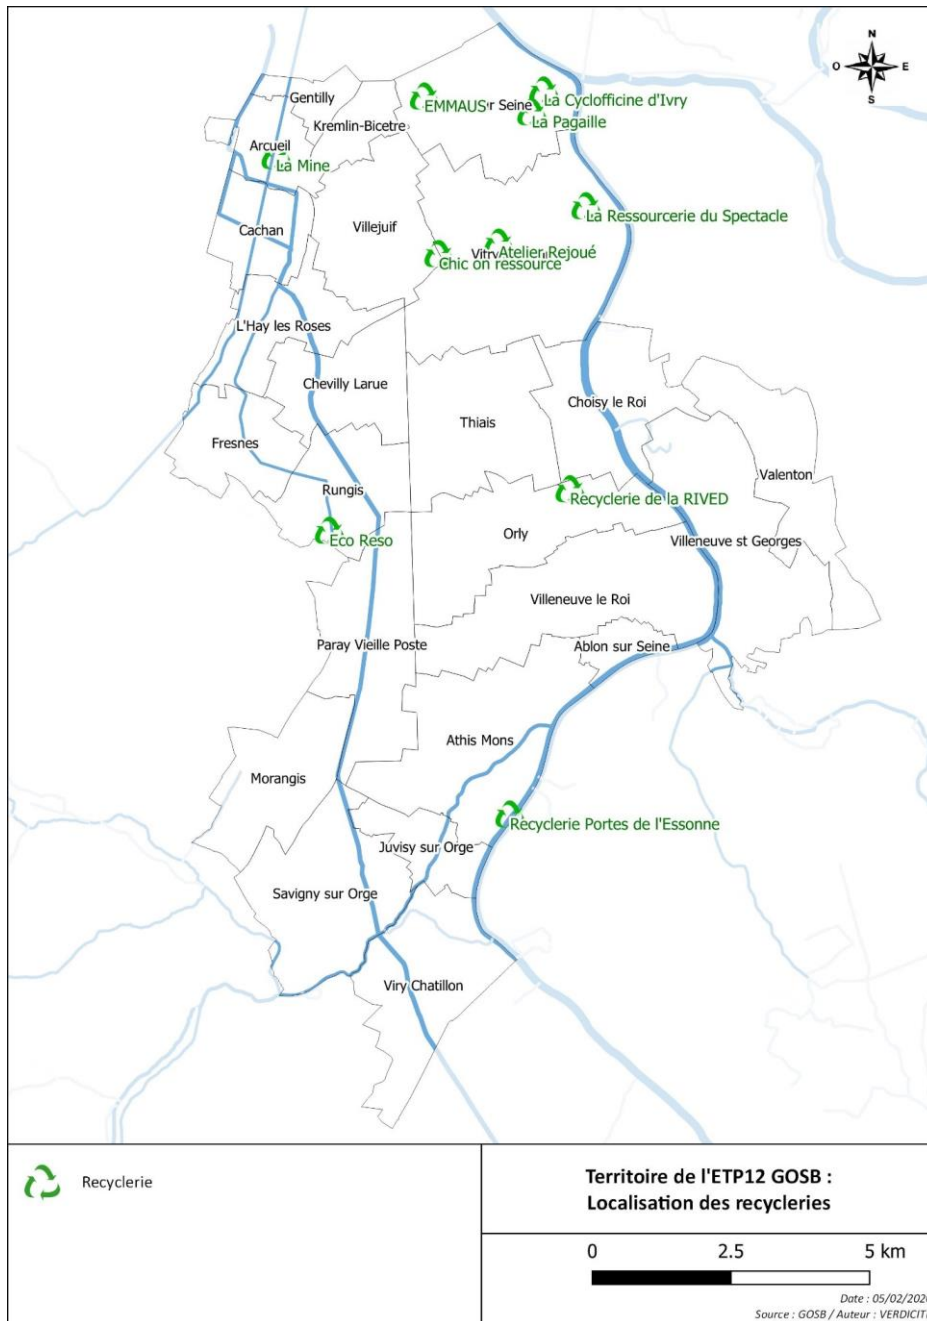 N
O
E
S
Gentilly
EMMAUS
r Seine
La Cyclofficine d'Ivry
Kremlin-Bicetre
La Pagaille
Arcueil
La Mine
La Ressourcerie du Spectacle
Cachan
Villejuif
Atelier Rejoué
Chic on ressource
L'Hay les Roses
Chevilly Larue
Choisy le Roi
Thiais
Fresnes
Valenton
Rungis
Recyclerie de la RIVED
Eco Reso
Orly
Villeneuve st Georges
Villeneuve le Roi
Paray Vieille Poste
Ablon sur Seine
Athis Mons
Morangis
Recyclerie Portes de l'Essonne
Juvisy sur Orge
Savigny sur Orge
Viry Chatillon
Recyclerie
Territoire de l'ETP12 GOSB :
Localisation des recycleries
0
2.5
5 km
Date : 05/02/202
Source : GOSB / Auteur : VERDICIT